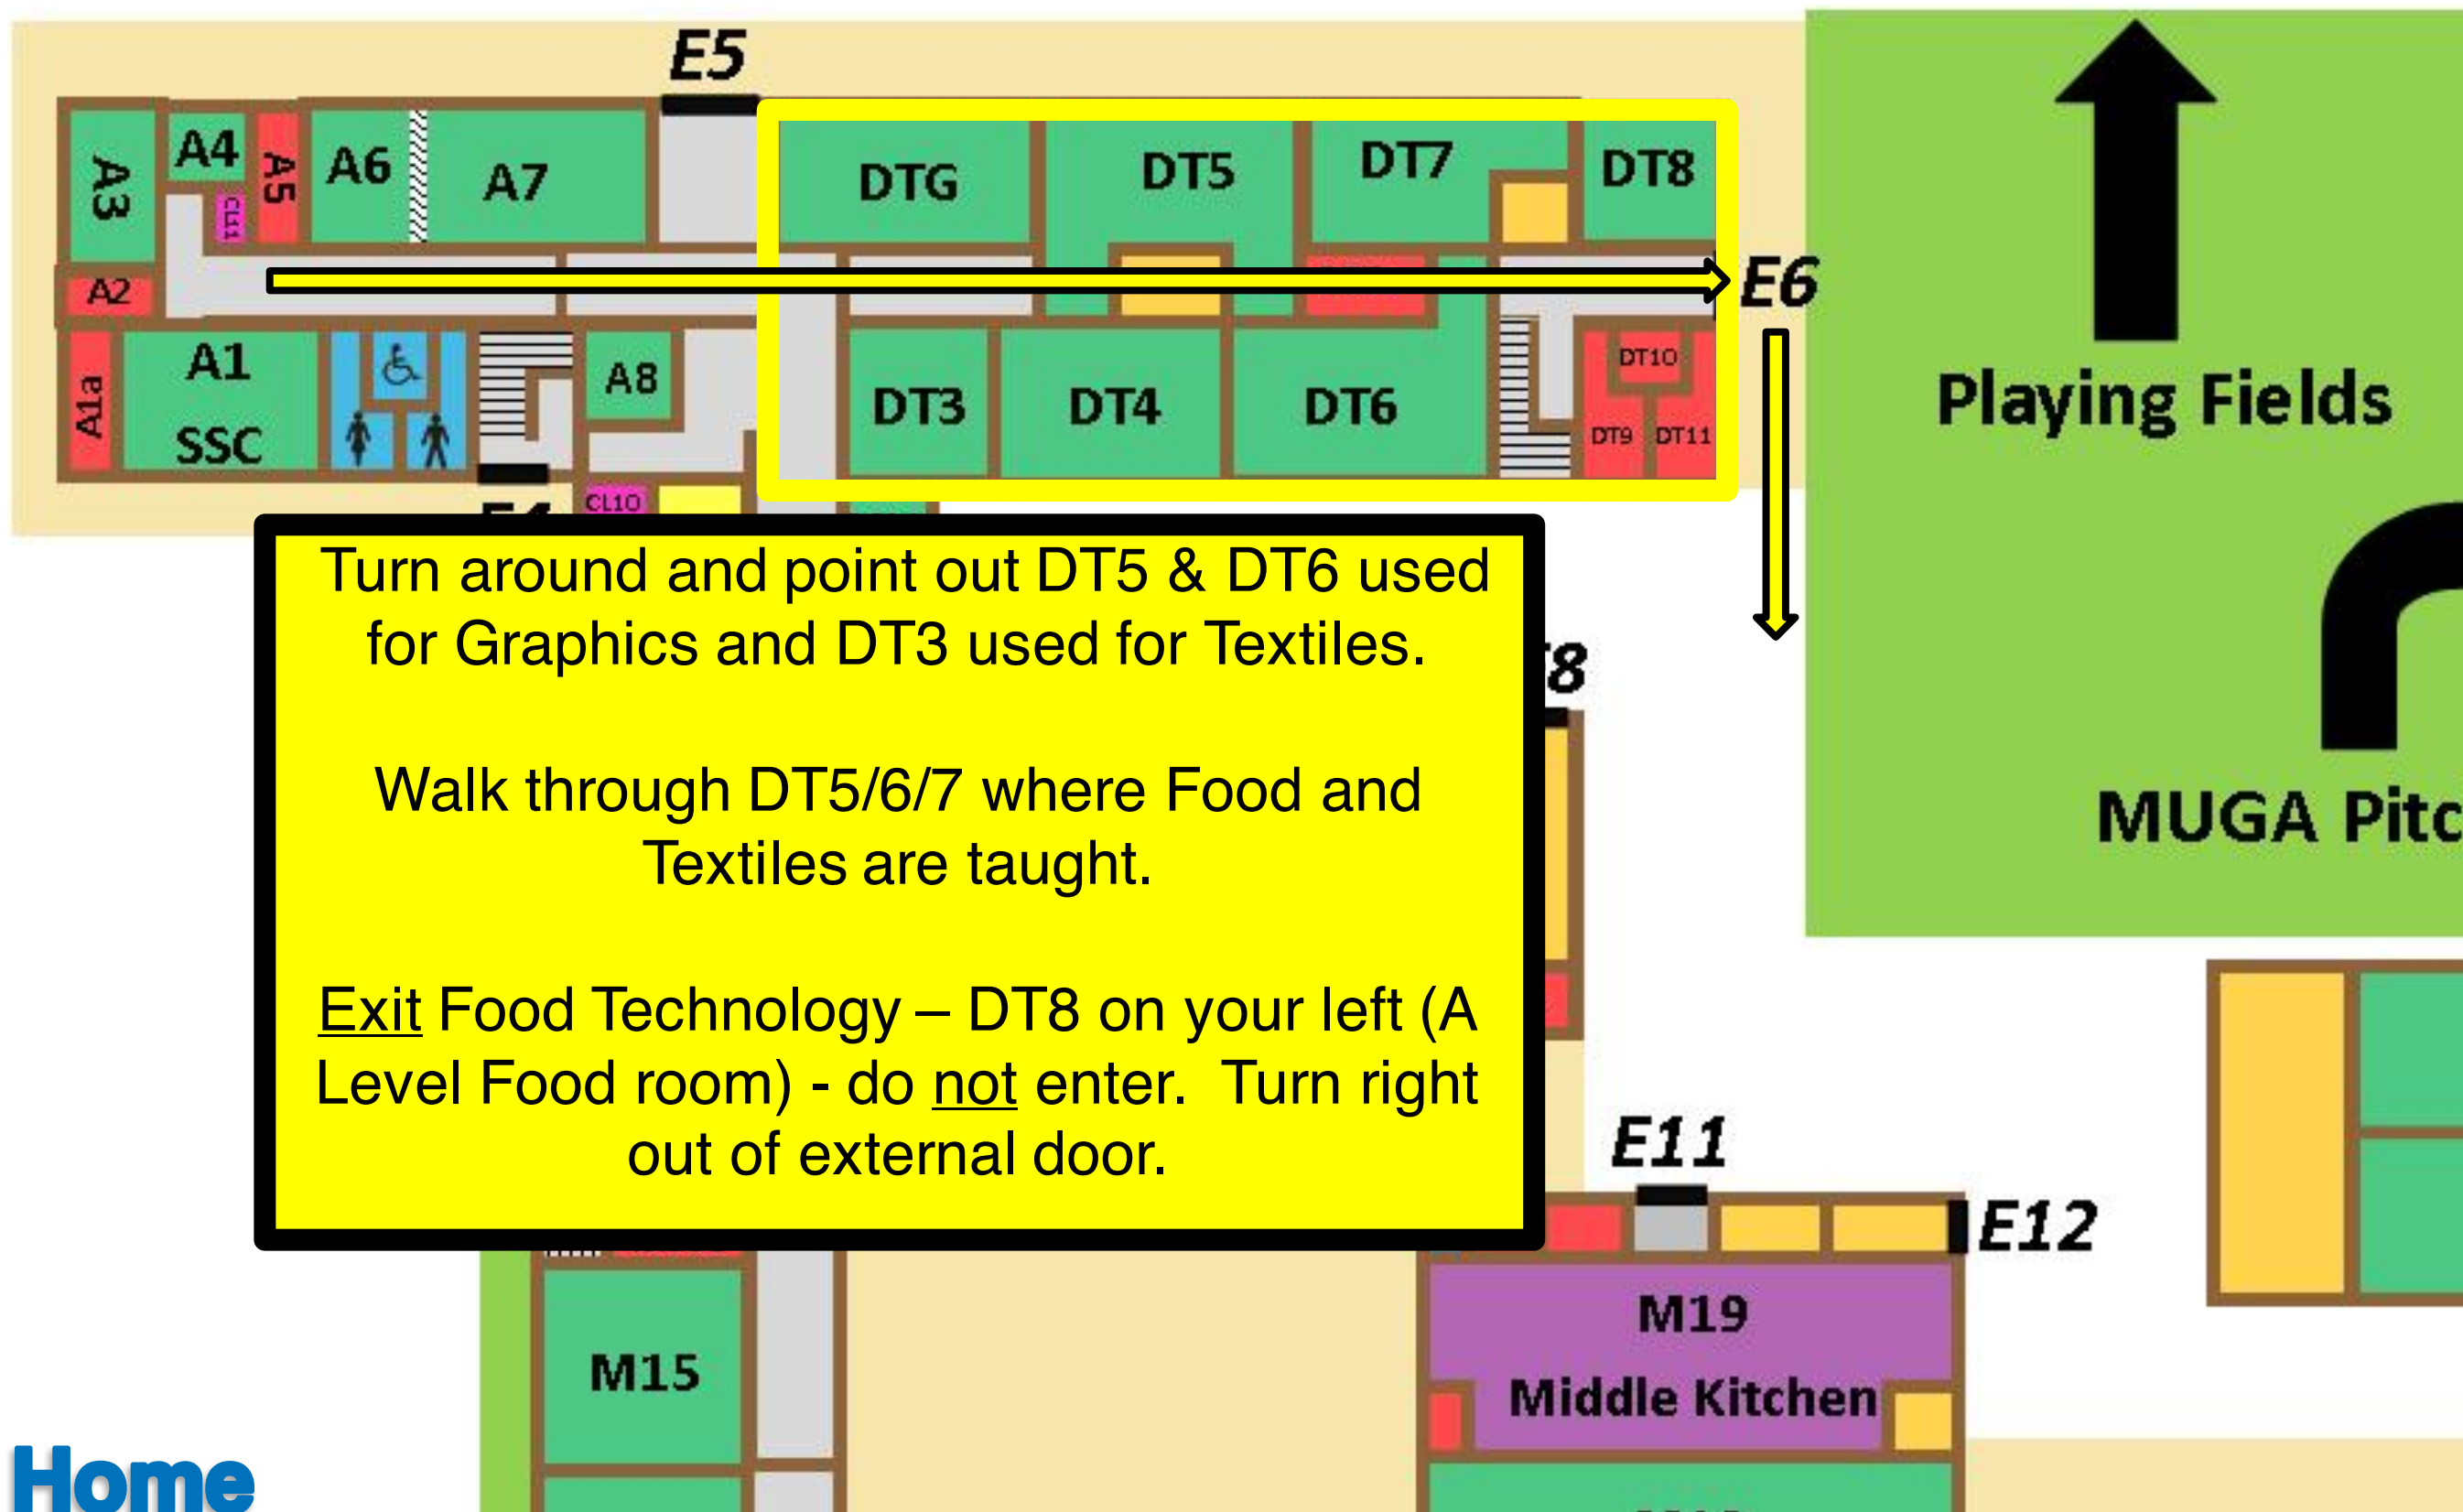 E5
A3
A4
A5
A6
A7
DTG
DT5
DT7
DT8
CL11
A2
E6
A1a
A1
SSC
A8
DT3
DT4
DT6
DT10
DT9
DT11
Playing Fields
CL10
Turn around and point out DT5 & DT6 used
for Graphics and DT3 used for Textiles.
Walk through DT5/6/7 where Food and
Textiles are taught.
Exit Food Technology – DT8 on your left (A
Level Food room) - do not enter.  Turn right
out of external door.
8
MUGA Pitc
E11
E12
M19
Middle Kitchen
M15
Home